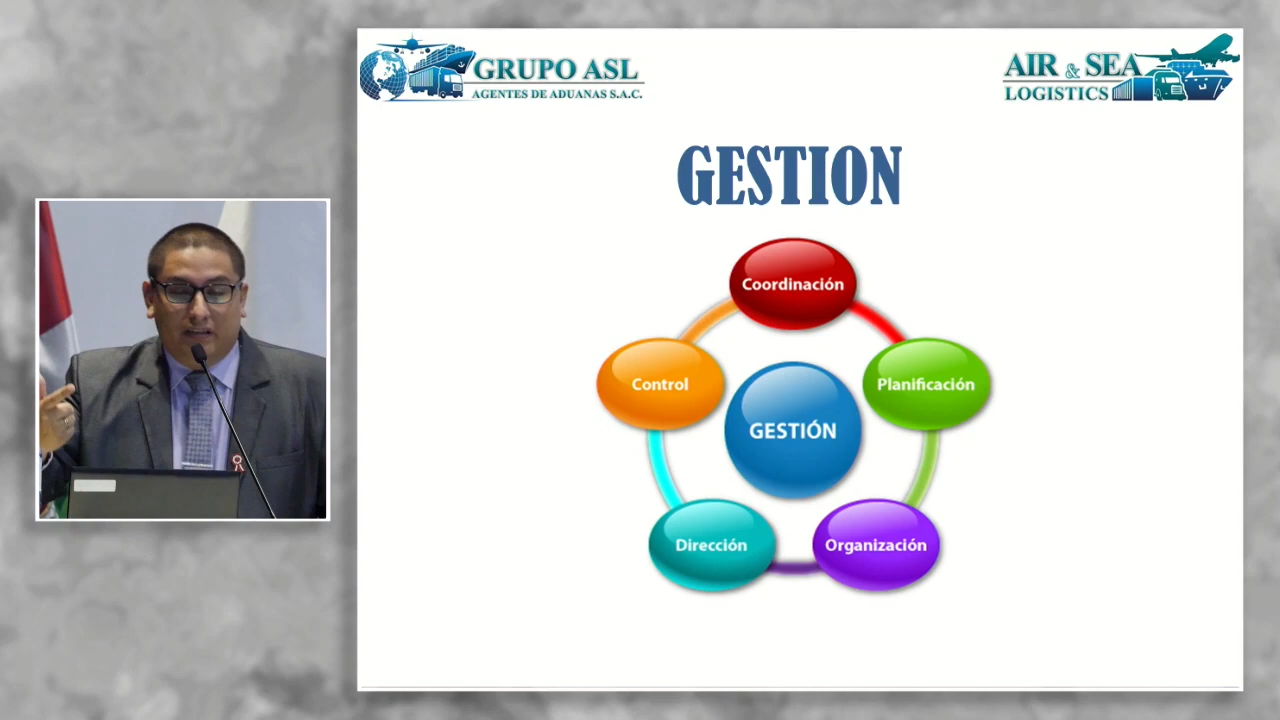 GRUPO ASL
AGENTES DE ADUANAS S.A.C.
AIR & SEA
LOGISTICS
GESTION
Coordinación
Control
Planificación
GESTIÓN
Dirección
Organización